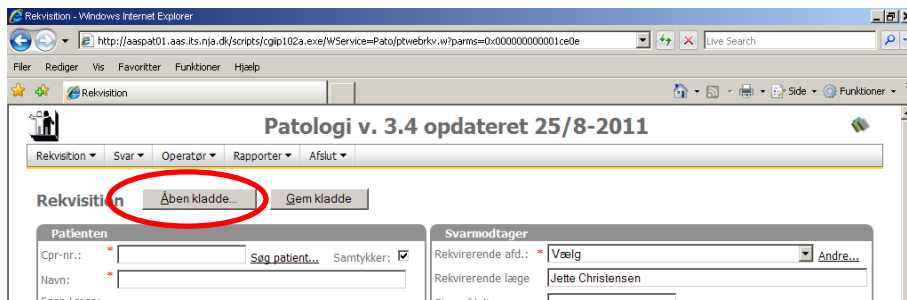 Rekvisition - Windows Internet Explorer
http://aaspat01.aas.its.nja.dk/scripts/cgiip102a.exe/WService=Pato/ptwebrkv.w?parms=0x000000000001ce0e
Live Search
Filer Rediger Vis Favoritter Funktioner Hjælp
Rekvisition
Side Funktioner
Patologi v. 3.4 opdateret 25/8-2011
Rekvisition Svar Operatør Rapporter Afslut
Rekvisition Åben kladde... Gem kladde
Patienten Svarmodtager
Cpr-nr.: * Søg patient... Samtykker: Rekvirerende afd.: * Vælg Andre...
Navn: * Rekvirerende læge Jette Christensen